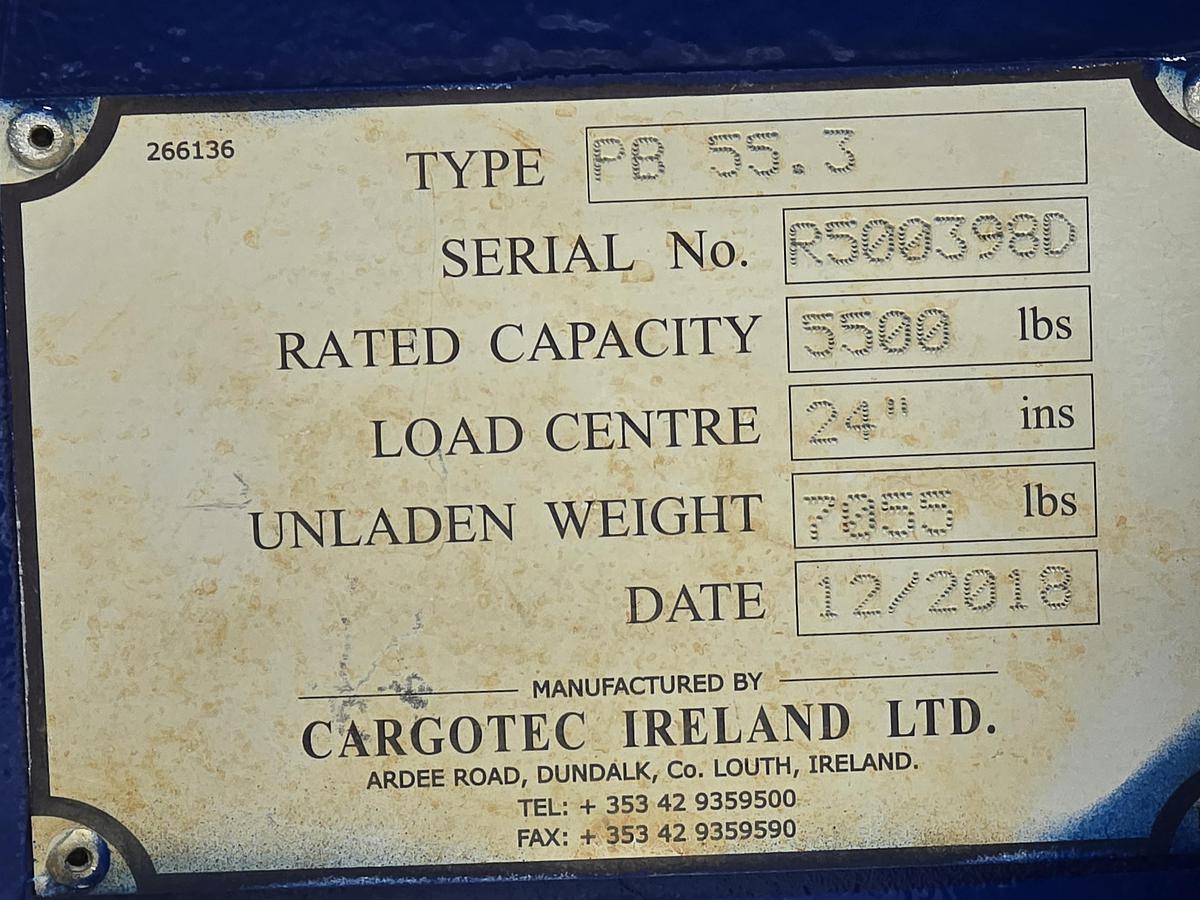 266136
TYPE PB 55.3
SERIAL No. R500398D
RATED CAPACITY 5500 lbs
LOAD CENTRE 24" ins
UNLADEN WEIGHT 7055 lbs
DATE 12/2018
MANUFACTURED BY
CARGOTEC IRELAND LTD.
ARDEE ROAD, DUNDALK, Co. LOUTH, IRELAND.
TEL: + 353 42 9359500
FAX: + 353 42 9359590